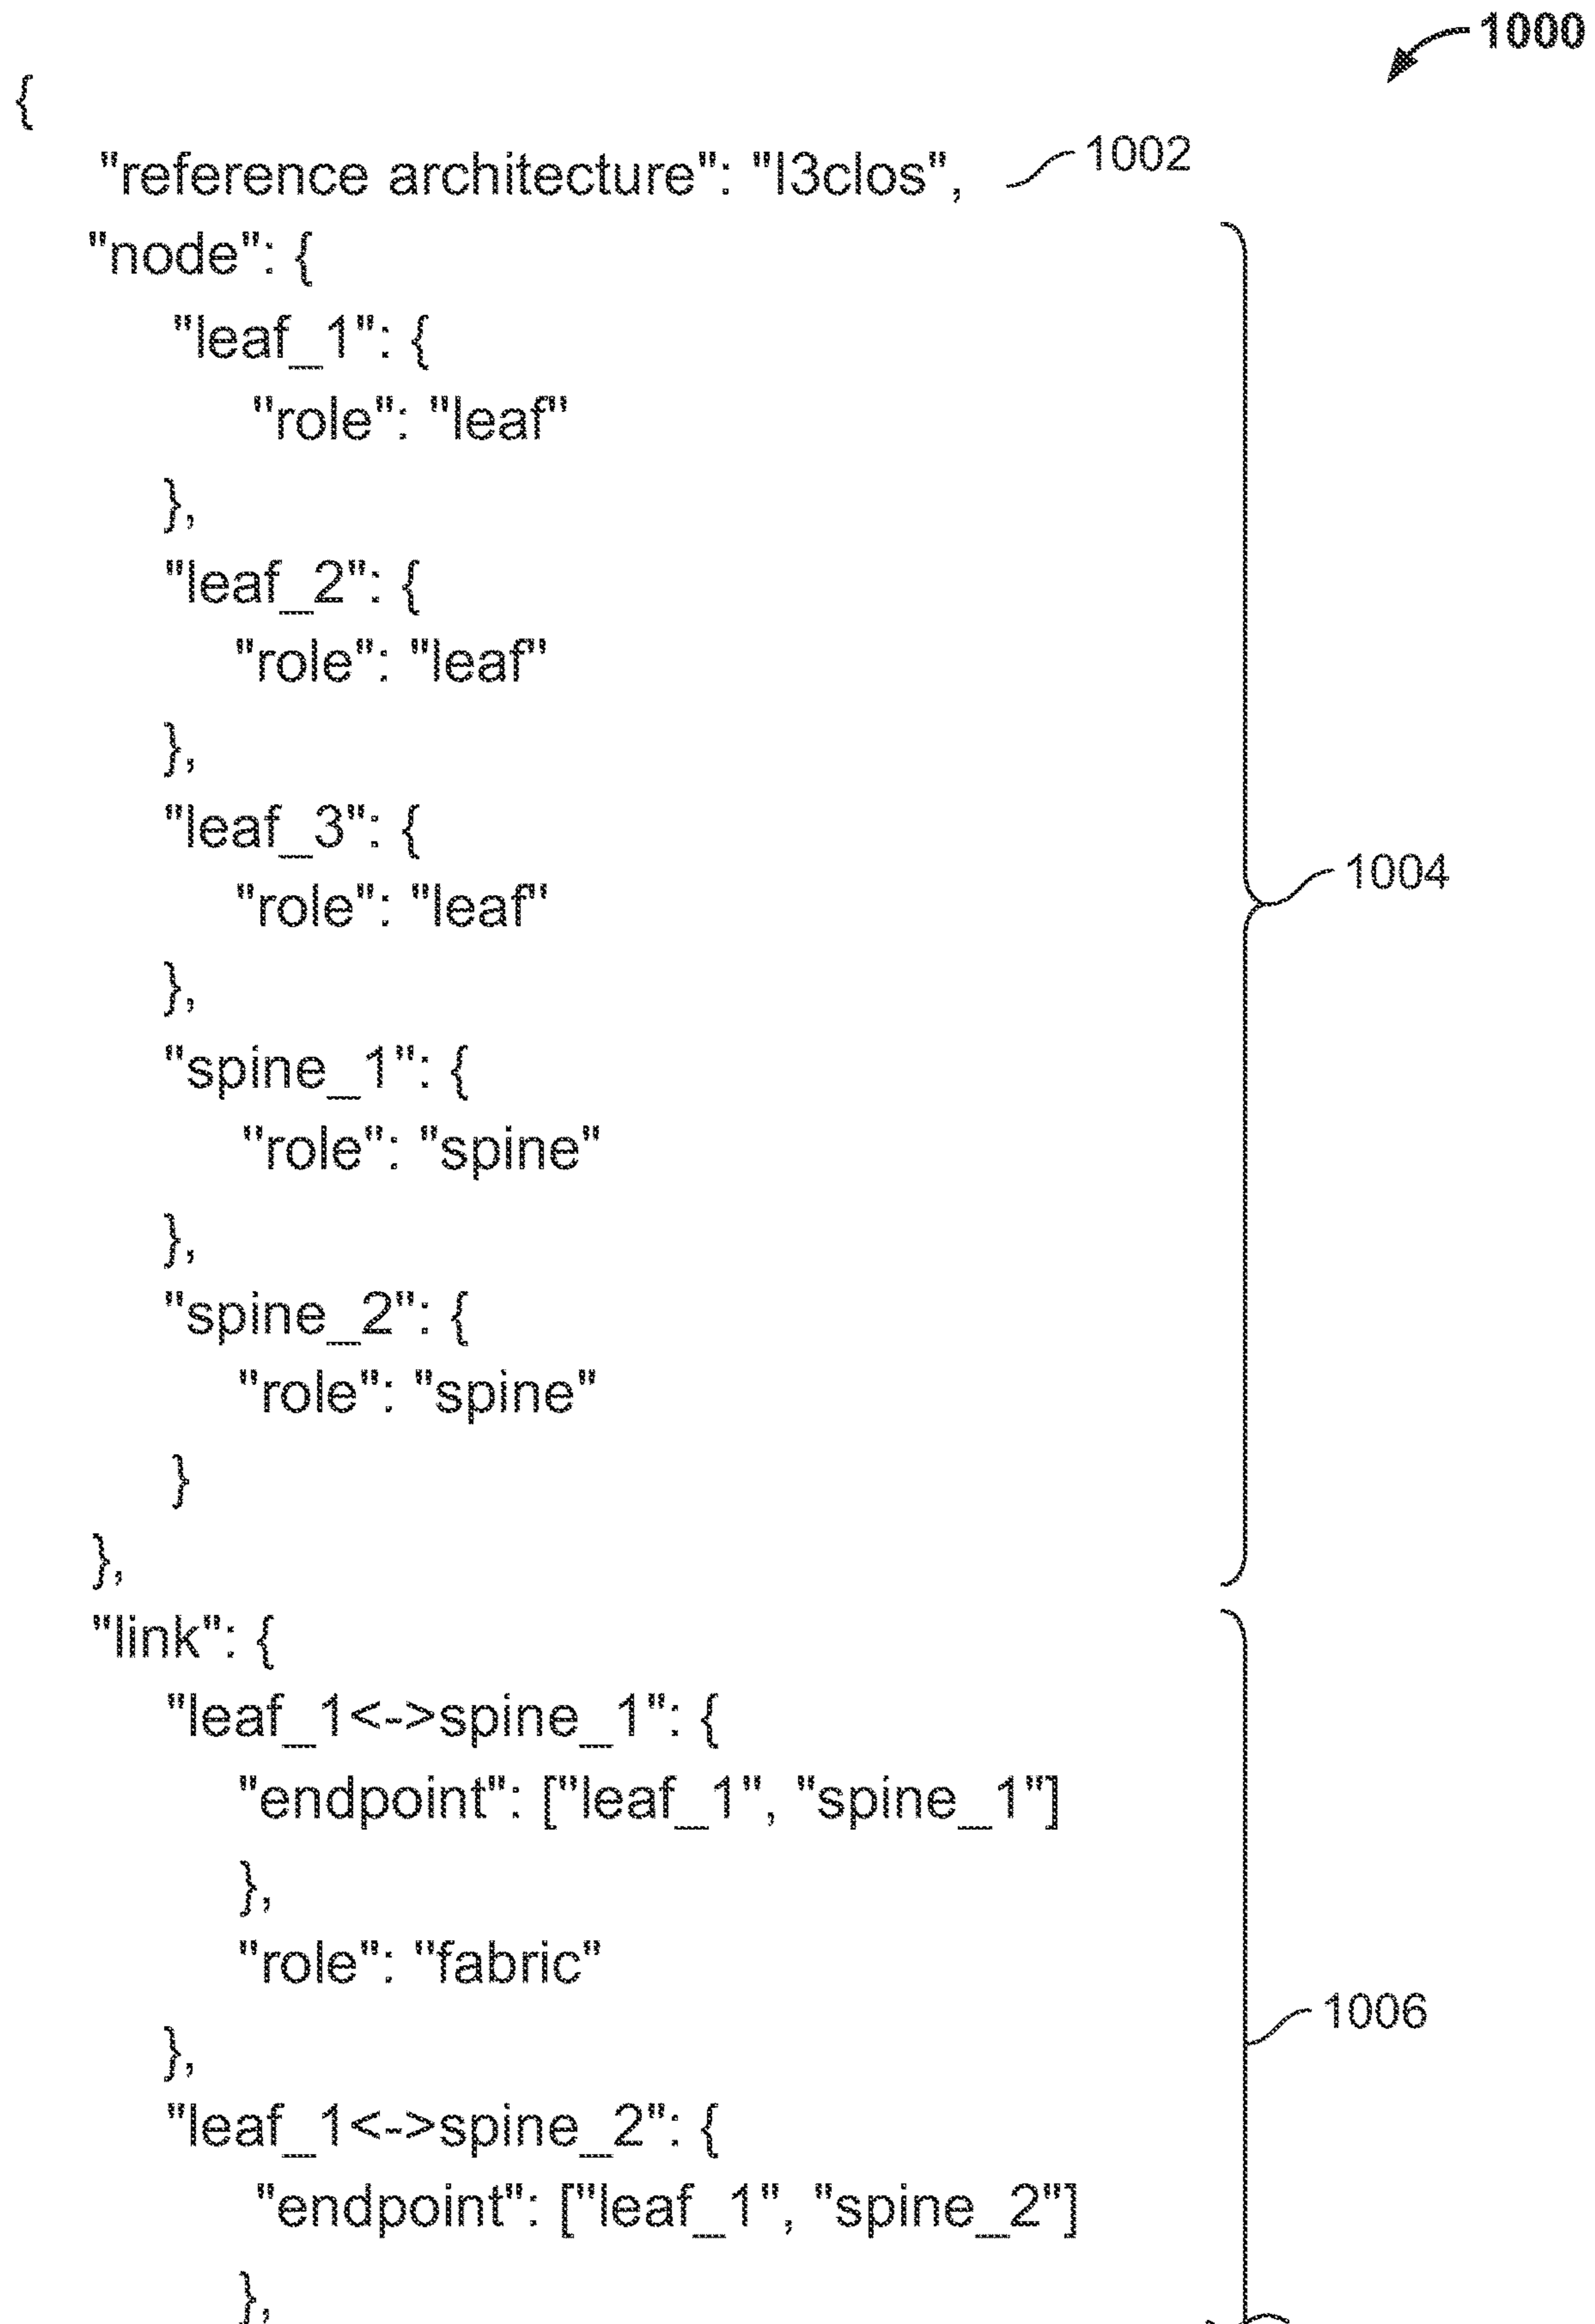 1000
{
"reference architecture": "l3clos", 1002
"node": {
"leaf_1": {
"role": "leaf"
},
"leaf_2": {
"role": "leaf"
},
"leaf_3": {
"role": "leaf"
},
1004
"spine_1": {
"role": "spine"
},
"spine_2": {
"role": "spine"
}
},
"link": {
"leaf_1<->spine_1": {
"endpoint": ["leaf_1", "spine_1"]
},
"role": "fabric"
},
1006
"leaf_1<->spine_2": {
"endpoint": ["leaf_1", "spine_2"]
},